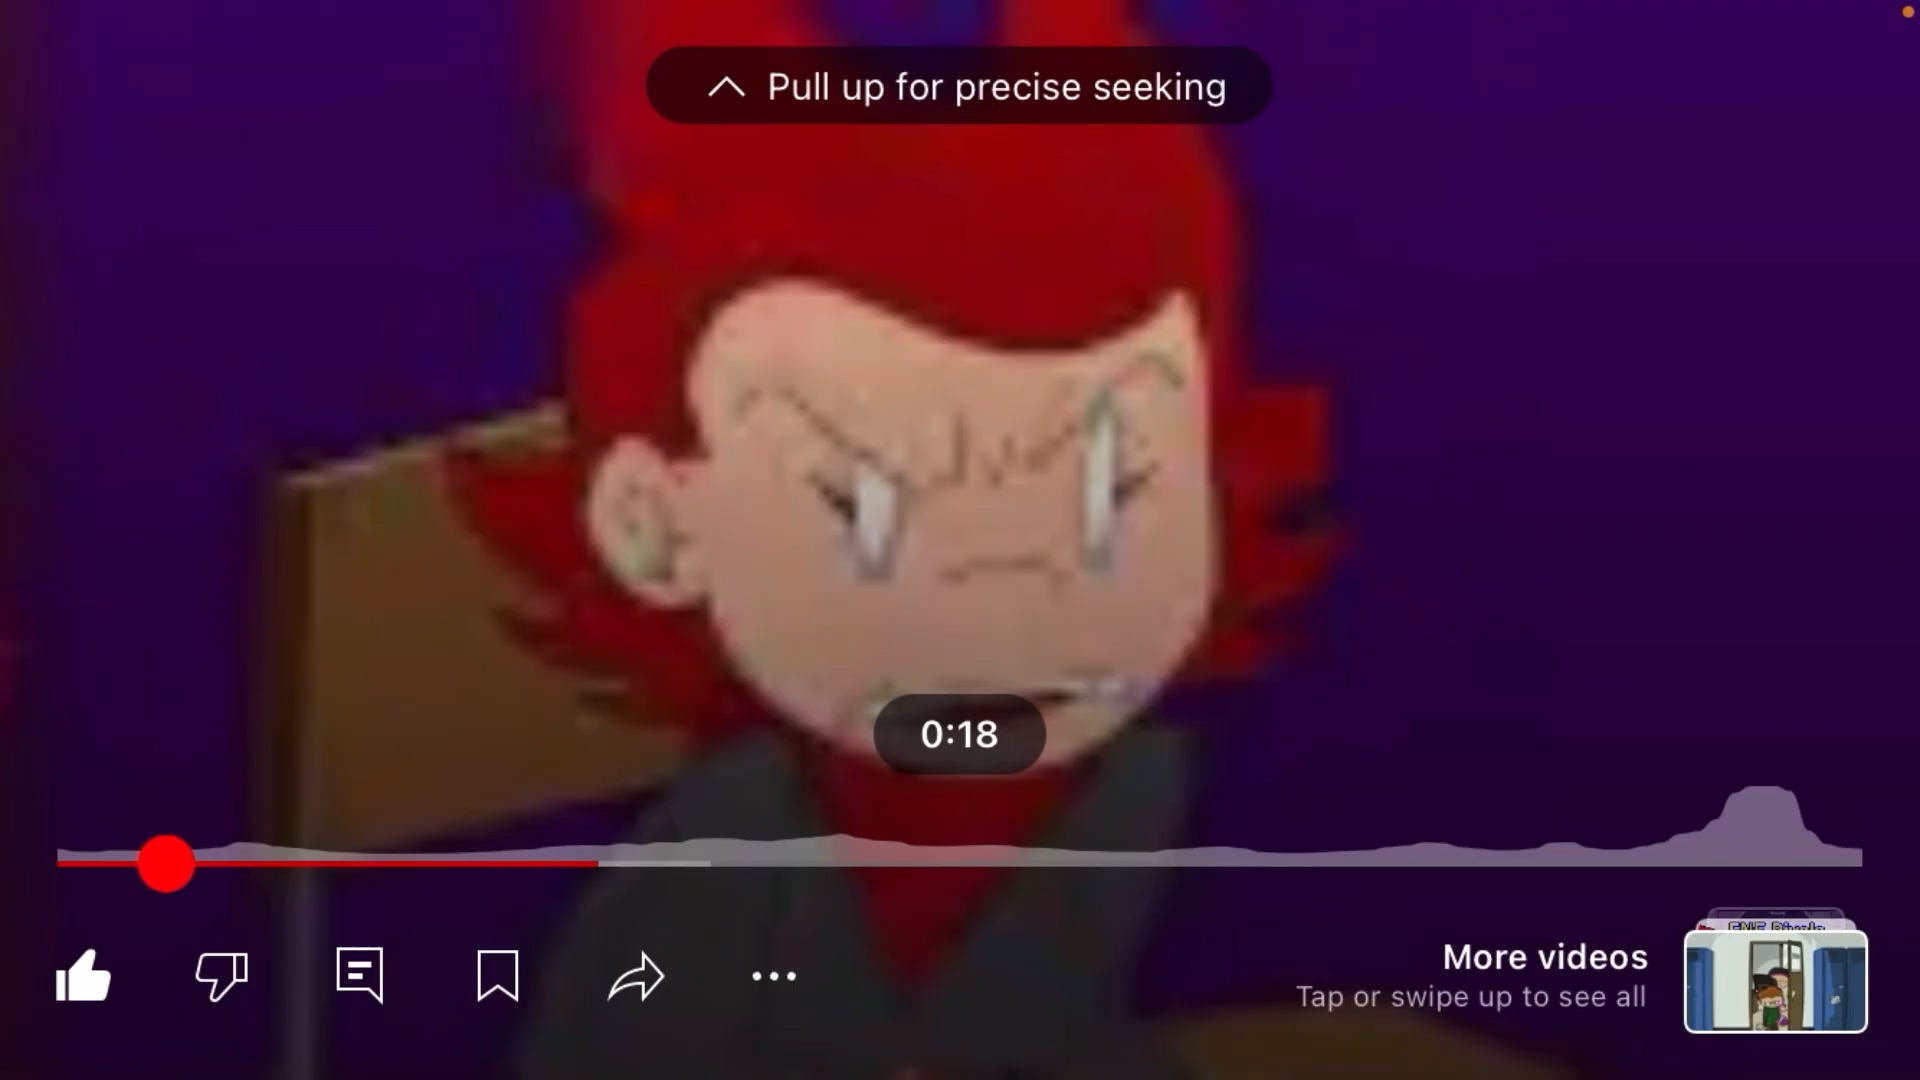 Pull up for precise seeking
0:18
More videos
Tap or swipe up to see all